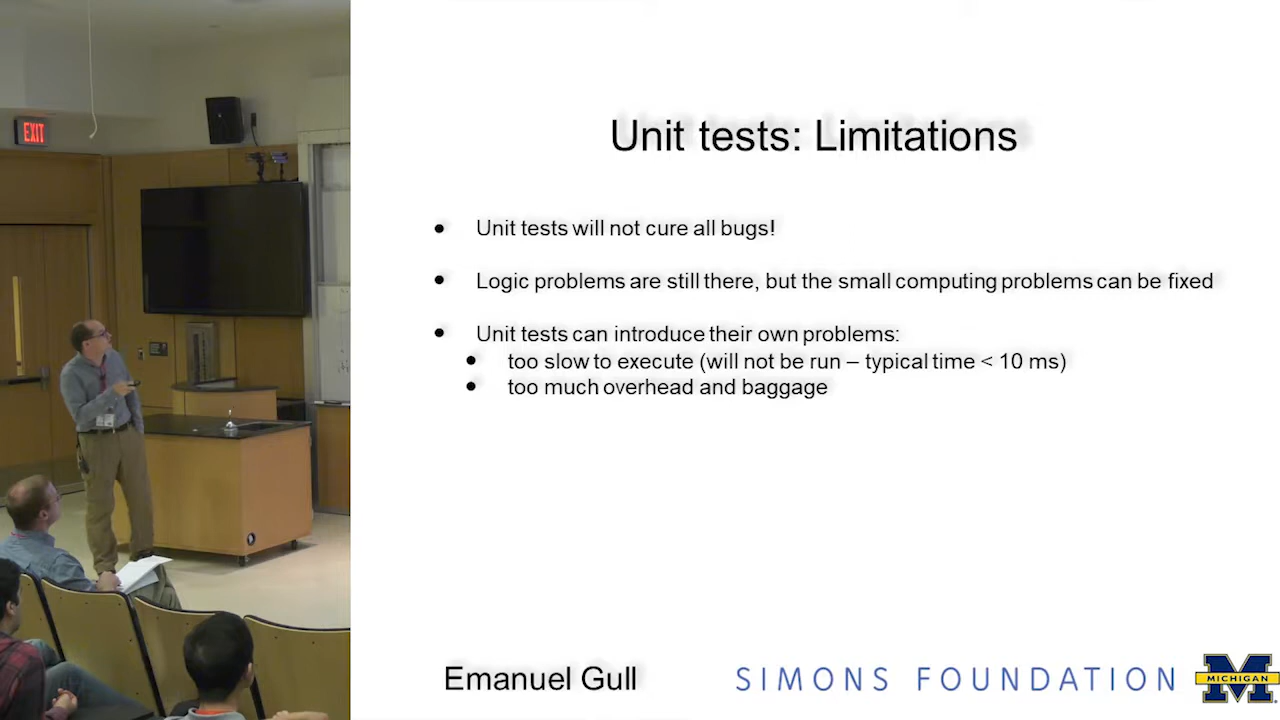 EXIT
Unit tests: Limitations
• Unit tests will not cure all bugs!
• Logic problems are still there, but the small computing problems can be fixed
• Unit tests can introduce their own problems:
• too slow to execute (will not be run – typical time < 10 ms)
• too much overhead and baggage
Emanuel Gull
SIMONS FOUNDATION
M
MICHIGAN